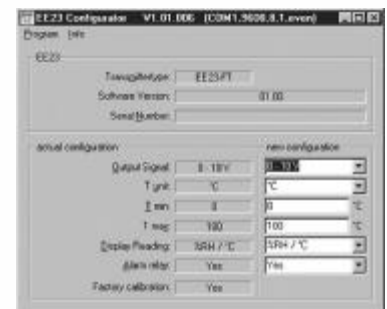 EE23 Configurator V1.01.006 (COM1,9600,8,1,even)
Program Info
EE23
Transmittertype: EE23-FT
Software Version: 01.00
Serial Number:
actual configuration new configuration
Output Signal: 0 - 10 V 0 - 10 V
T unit: °C °C
T min: 0 0 °C
T max: 100 100 °C
Display Reading: %RH / °C %RH / °C
Alarm relay: Yes Yes
Factory calibration: Yes